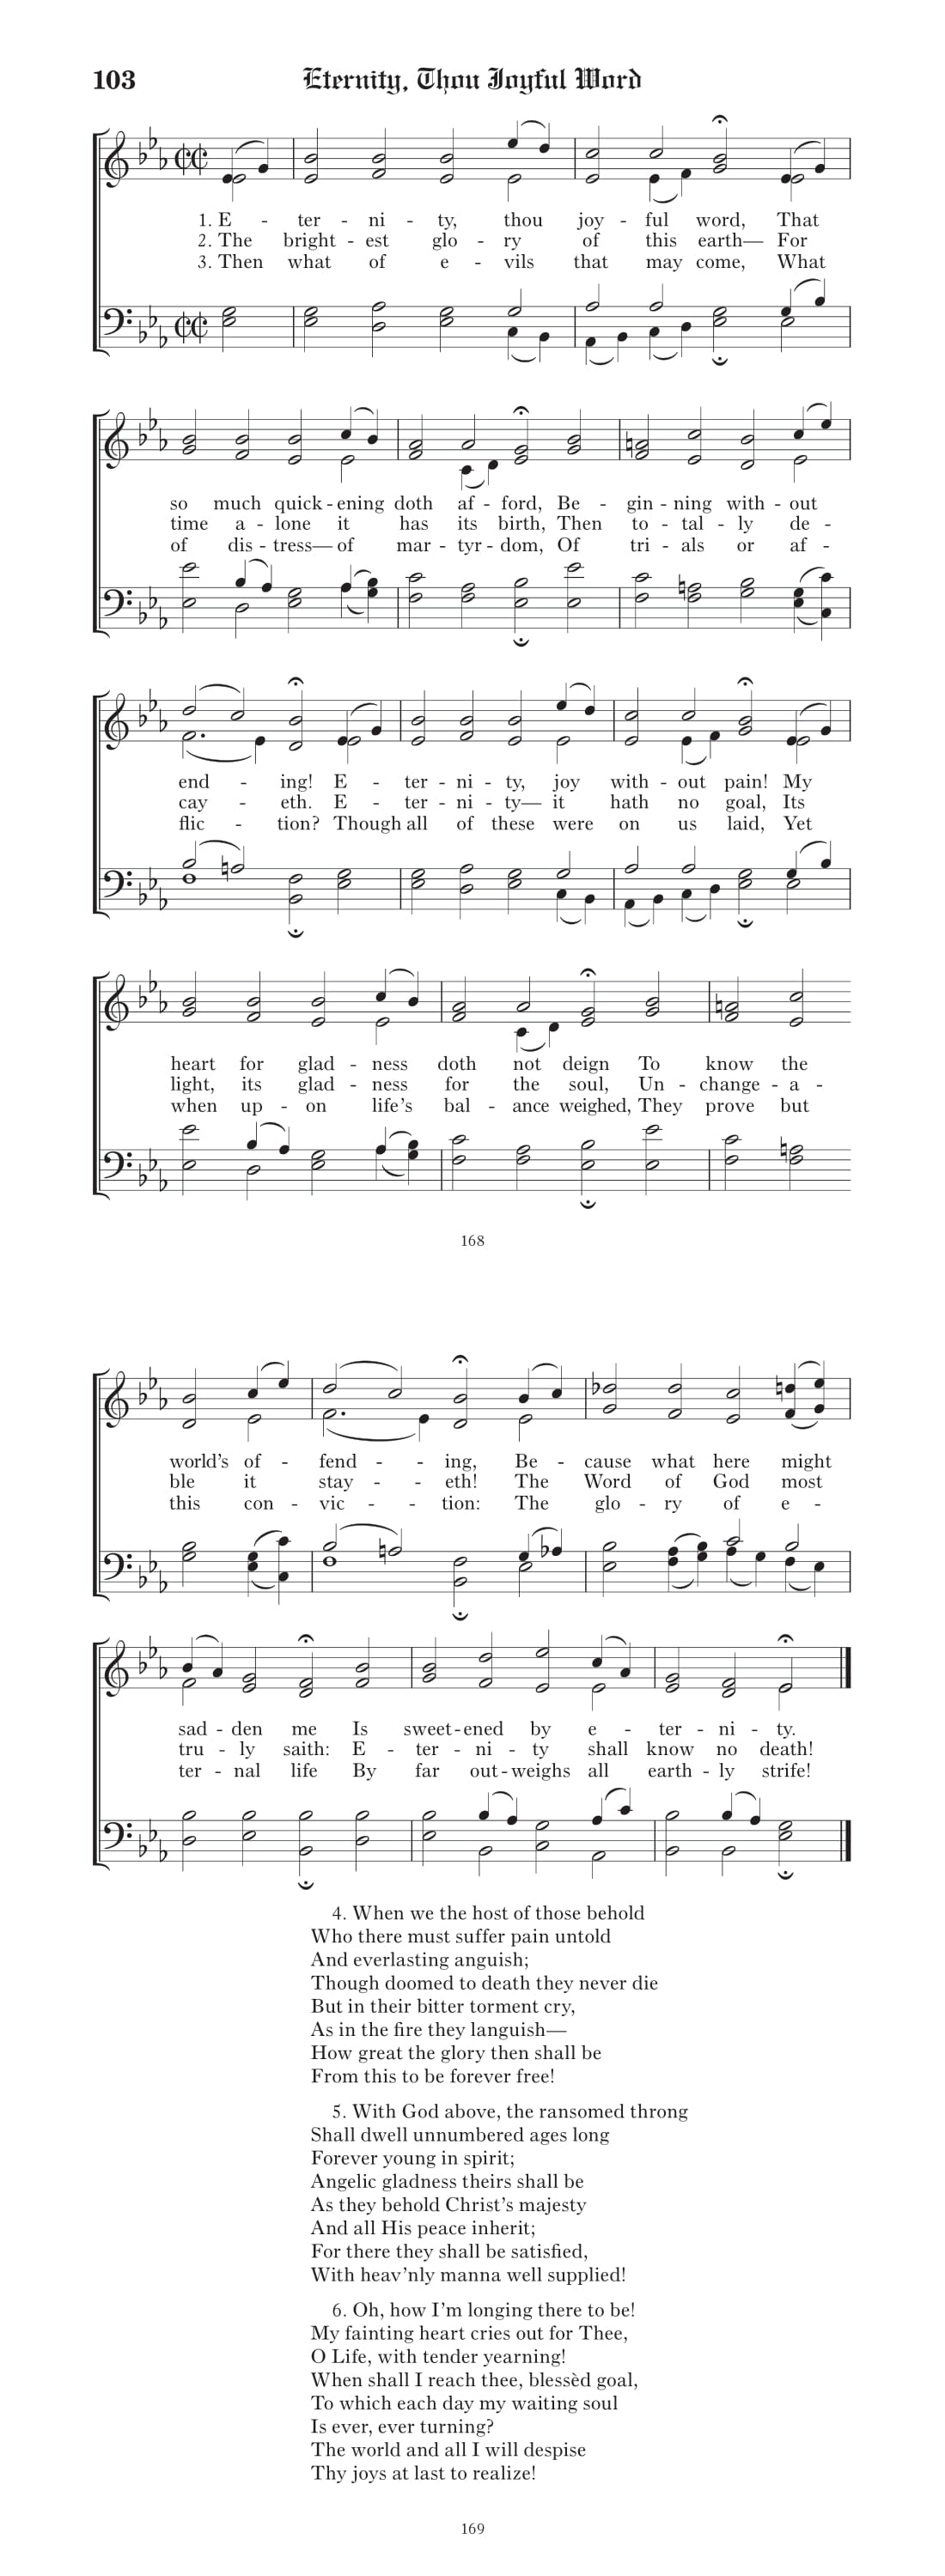 103 Eternity, Thou Joyful Word
1. E - ter - ni - ty, thou joy - ful word, That
2. The bright - est glo - ry of this earth— For
3. Then what of e - vils that may come, What
so much quick - ening doth af - ford, Be - gin - ning with - out
time a - lone it has its birth, Then to - tal - ly de -
of dis - tress— of mar - tyr - dom, Of tri - als or af -
end - ing! E - ter - ni - ty, joy with - out pain! My
cay - eth. E - ter - ni - ty— it hath no goal, Its
flic - tion? Though all of these were on us laid, Yet
heart for glad - ness doth not deign To know the
light, its glad - ness for the soul, Un - change - a -
when up - on life's bal - ance weighed, They prove but
168
world's of - fend - - ing, Be - cause what here might
ble it stay - - eth! The Word of God most
this con - vic - - tion: The glo - ry of e -
sad - den me Is sweet - ened by e - ter - ni - ty.
tru - ly saith: E - ter - ni - ty shall know no death!
ter - nal life By far out - weighs all earth - ly strife!
4. When we the host of those behold
Who there must suffer pain untold
And everlasting anguish;
Though doomed to death they never die
But in their bitter torment cry,
As in the fire they languish—
How great the glory then shall be
From this to be forever free!
5. With God above, the ransomed throng
Shall dwell unnumbered ages long
Forever young in spirit;
Angelic gladness theirs shall be
As they behold Christ's majesty
And all His peace inherit;
For there they shall be satisfied,
With heav'nly manna well supplied!
6. Oh, how I'm longing there to be!
My fainting heart cries out for Thee,
O Life, with tender yearning!
When shall I reach thee, blessèd goal,
To which each day my waiting soul
Is ever, ever turning?
The world and all I will despise
Thy joys at last to realize!
169